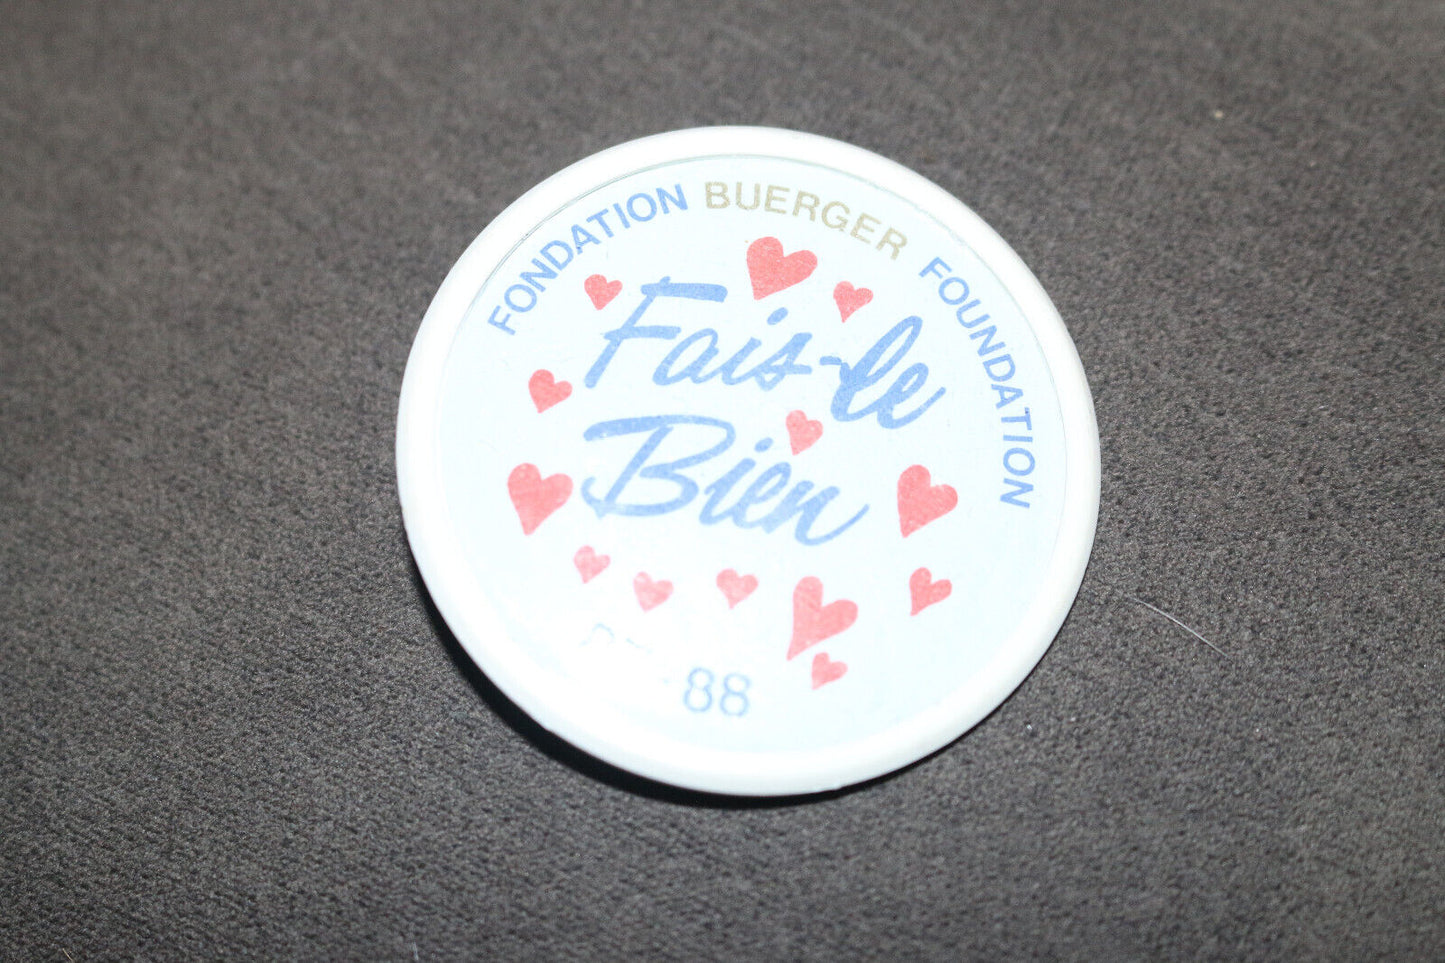 FONDATION BUERGER FOUNDATION
Fais-le
Bien
88